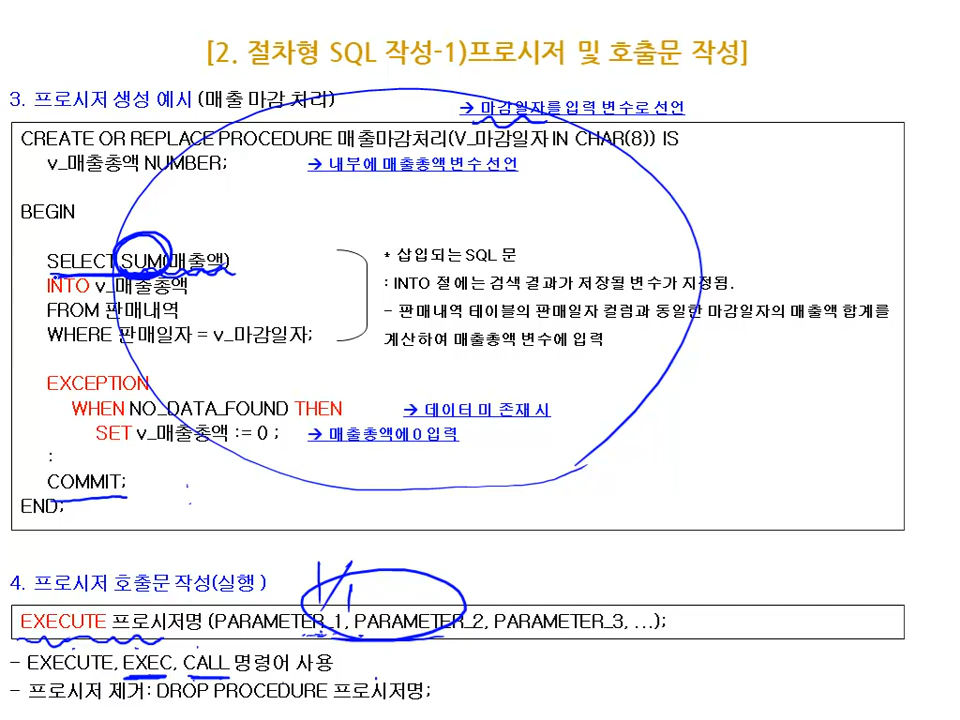 [2. 절차형 SQL 작성-1)프로시저 및 호출문 작성]
3. 프로시저 생성 예시 (매출 마감 처리)
→ 마감일자를 입력 변수로 선언
CREATE OR REPLACE PROCEDURE 매출마감처리(V_마감일자 IN CHAR(8)) IS
v_매출총액 NUMBER; → 내부에 매출총액 변수 선언
BEGIN
SELECT SUM(매출액)
INTO v_매출총액
FROM 판매내역
WHERE 판매일자 = v_마감일자;
* 삽입되는 SQL 문
: INTO 절에는 검색 결과가 저장될 변수가 지정됨.
- 판매내역 테이블의 판매일자 컬럼과 동일한 마감일자의 매출액 합계를
계산하여 매출총액 변수에 입력
EXCEPTION
WHEN NO_DATA_FOUND THEN → 데이터 미 존재 시
SET v_매출총액 := 0 ; → 매출총액에 0 입력
:
COMMIT;
END;
4. 프로시저 호출문 작성(실행 )
1/1
EXECUTE 프로시저명 (PARAMETER_1, PARAMETER_2, PARAMETER_3, ...);
- EXECUTE, EXEC, CALL 명령어 사용
- 프로시저 제거: DROP PROCEDURE 프로시저명;